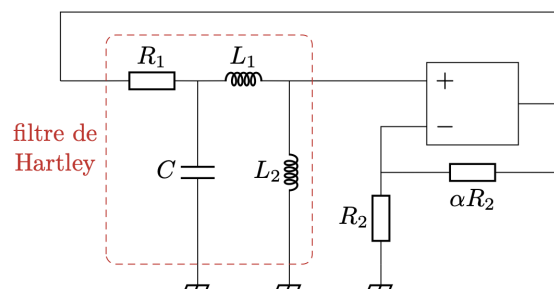 R₁
L₁
+
filtre de
Hartley
−
C
L₂
R₂
αR₂